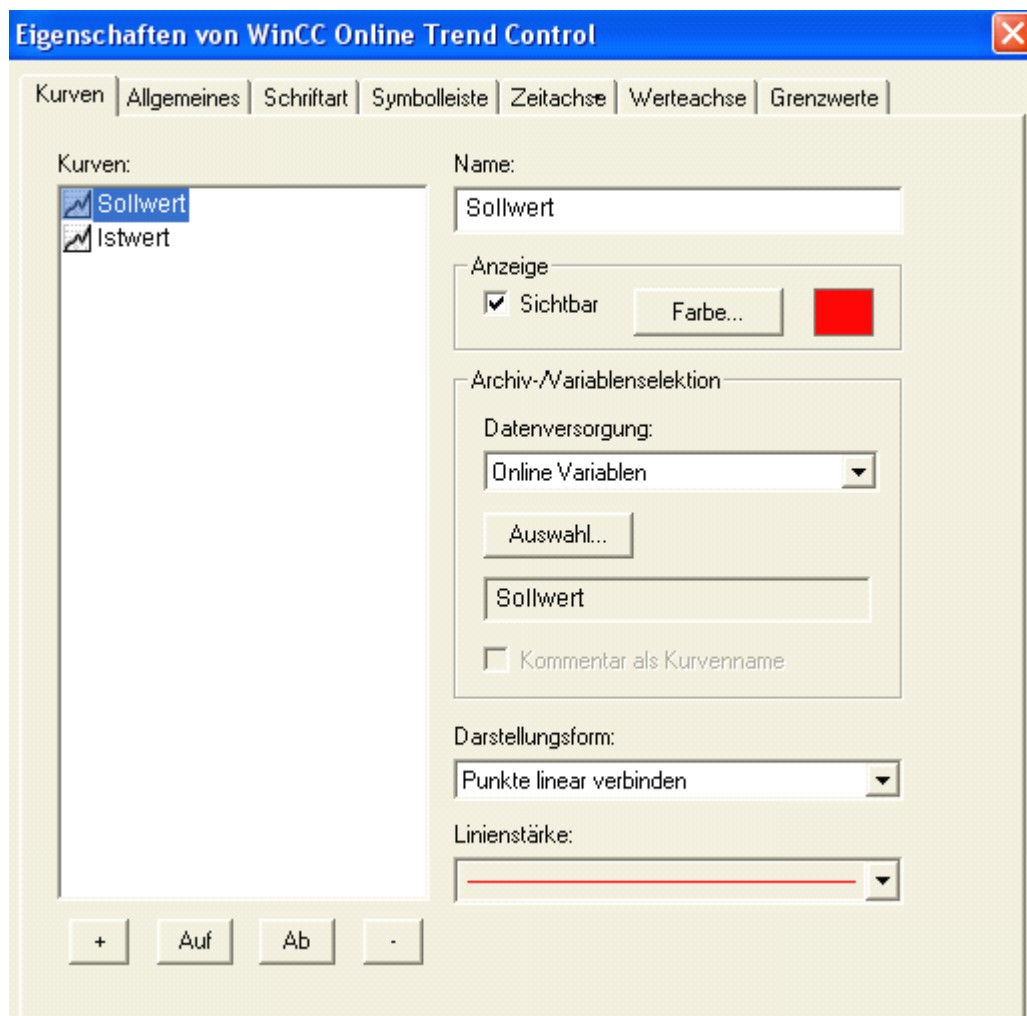 Eigenschaften von WinCC Online Trend Control
Kurven
Allgemeines
Schriftart
Symbolleiste
Zeitachse
Werteachse
Grenzwerte
Kurven:
Sollwert
Istwert
+
Auf
Ab
-
Name:
Sollwert
Anzeige
Sichtbar
Farbe...
Archiv-/Variablenselektion
Datenversorgung:
Online Variablen
Auswahl...
Sollwert
Kommentar als Kurvenname
Darstellungsform:
Punkte linear verbinden
Linienstärke: